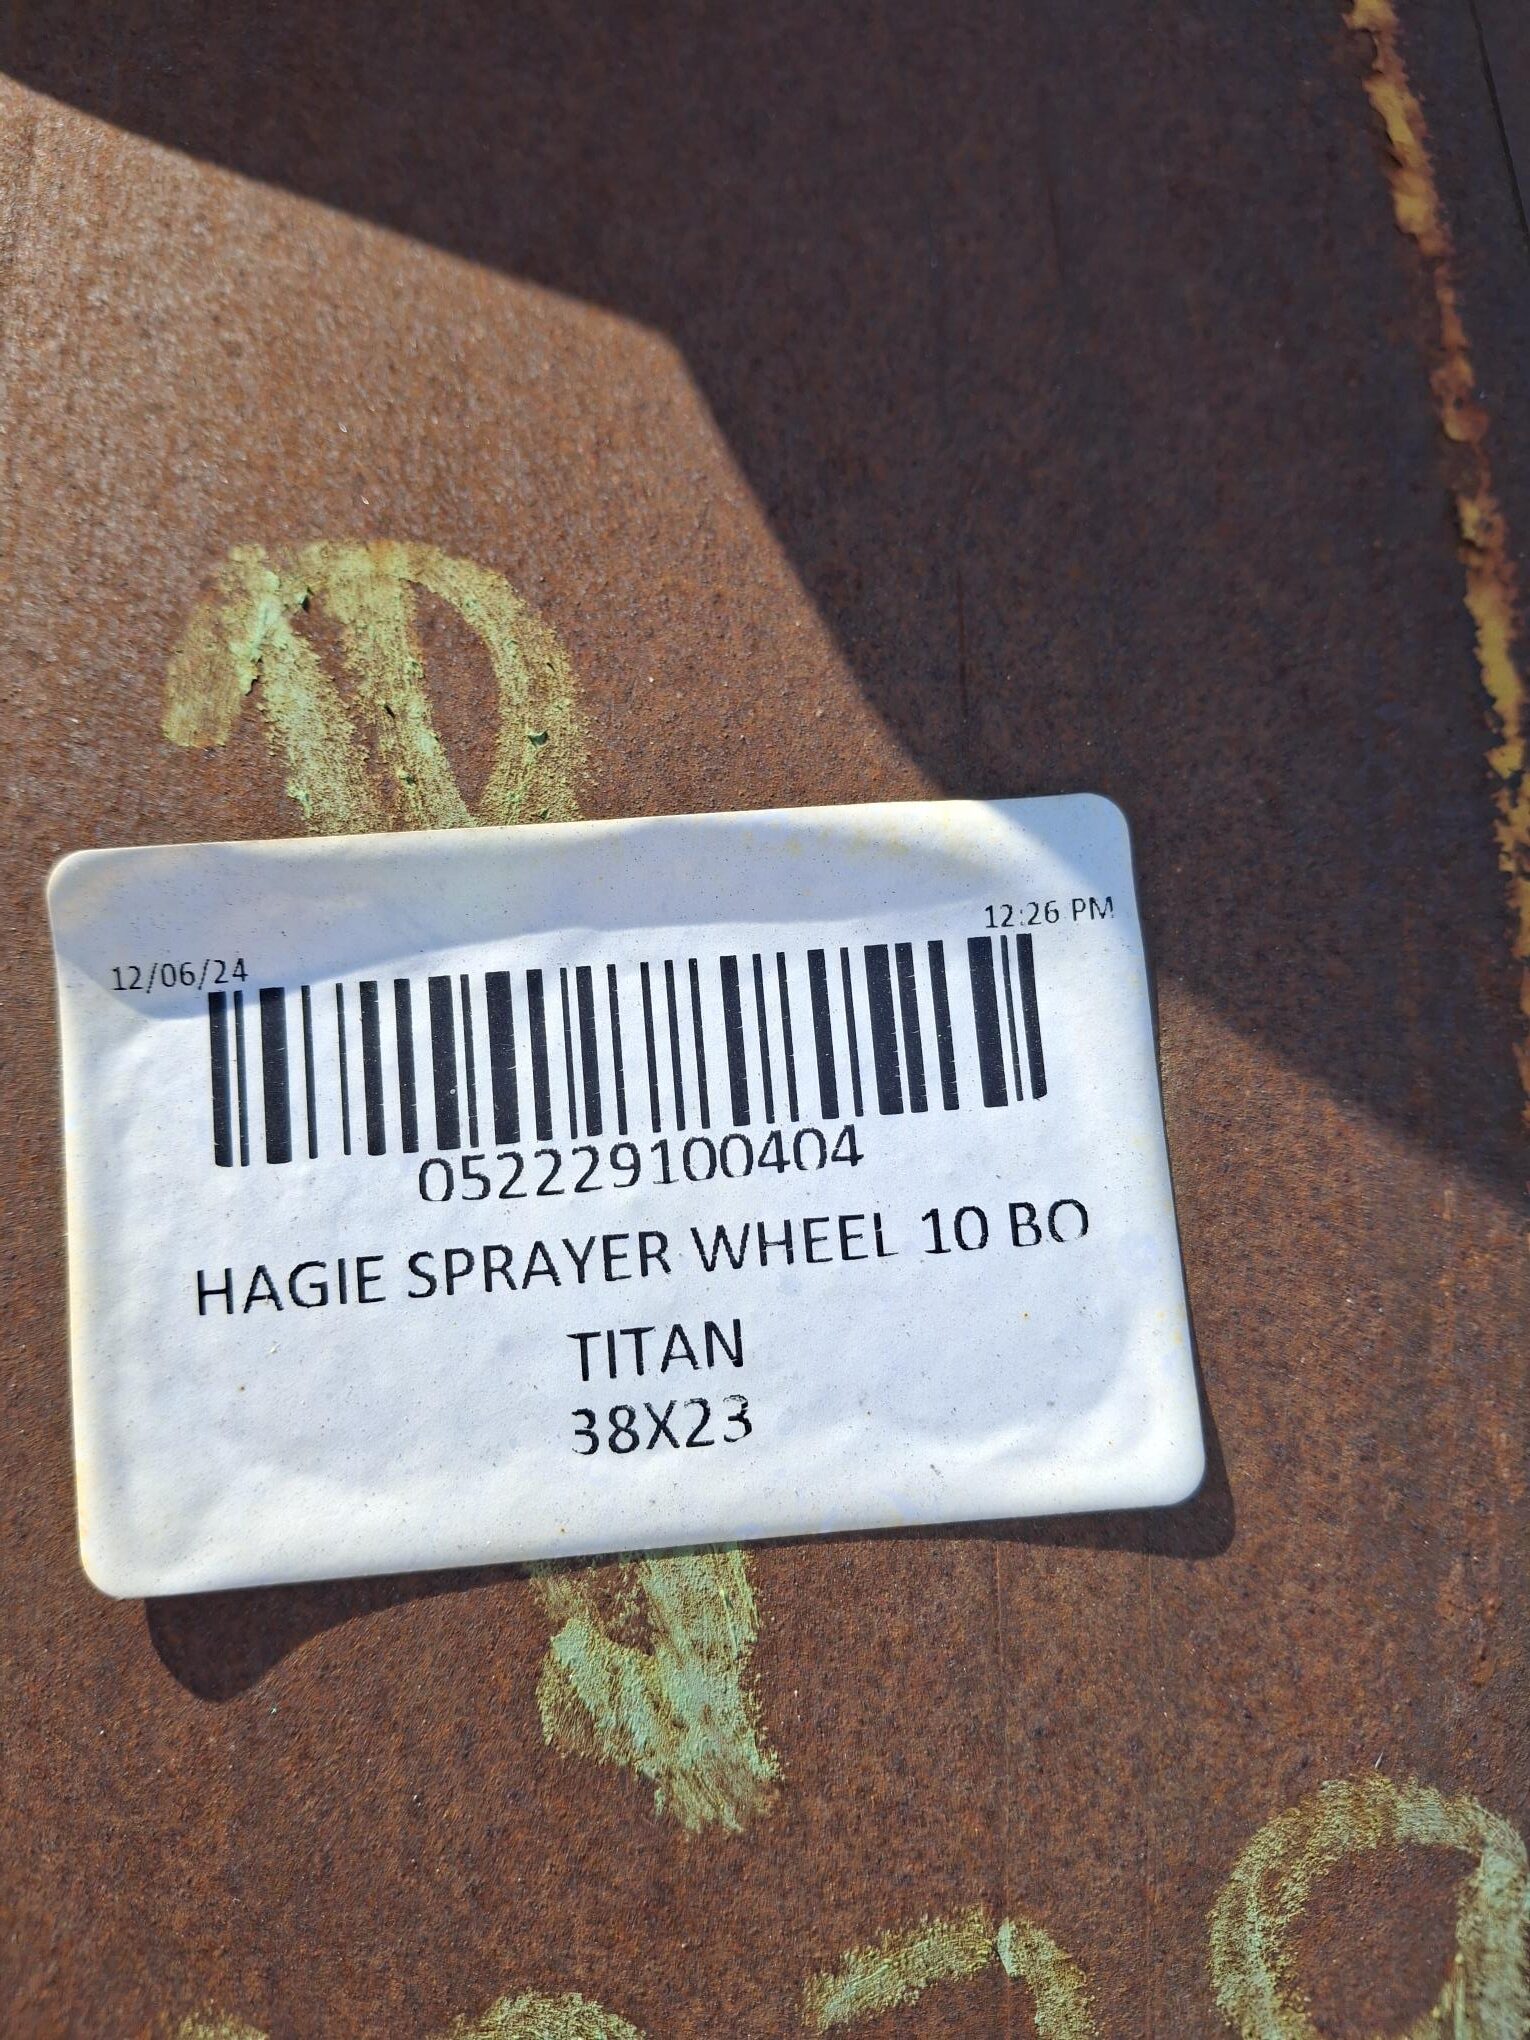 12/06/24 12:26 PM
052229100404
HAGIE SPRAYER WHEEL 10 BO
TITAN
38X23